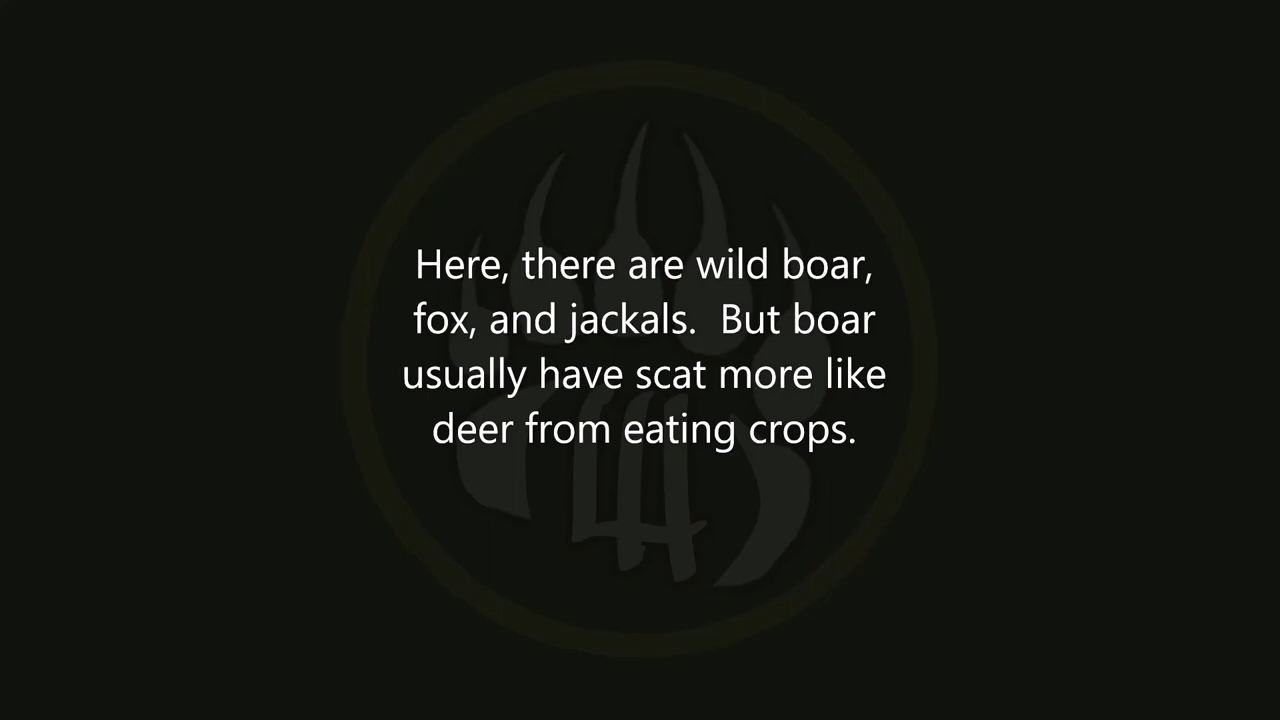 Here, there are wild boar,
fox, and jackals.  But boar
usually have scat more like
deer from eating crops.